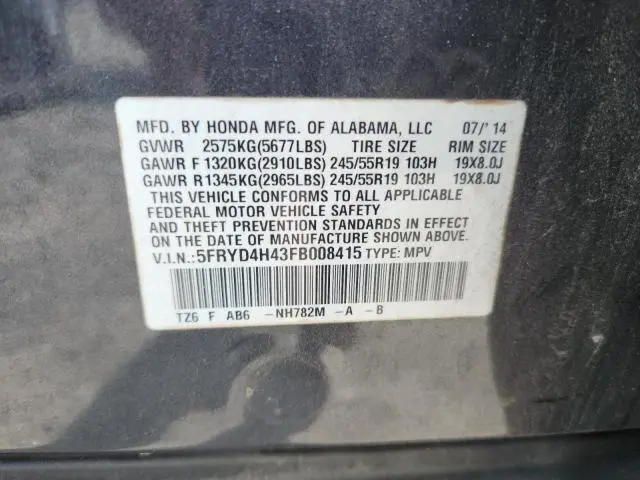 MFD. BY HONDA MFG. OF ALABAMA, LLC 07/'14
GVWR 2575KG(5677LBS) TIRE SIZE RIM SIZE
GAWR F 1320KG(2910LBS) 245/55R19 103H 19X8.0J
GAWR R1345KG(2965LBS) 245/55R19 103H 19X8.0J
THIS VEHICLE CONFORMS TO ALL APPLICABLE
FEDERAL MOTOR VEHICLE SAFETY
AND THEFT PREVENTION STANDARDS IN EFFECT
ON THE DATE OF MANUFACTURE SHOWN ABOVE.
V.I.N.:5FRYD4H43FB008415 TYPE: MPV
TZ6 F AB6 -NH782M -A -B